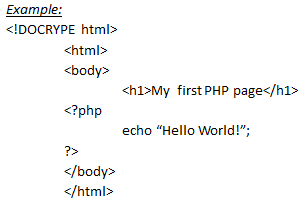 Example:
<!DOCRYPE html>
<html>
<body>
<h1>My first PHP page</h1>
<?php
echo “Hello World!”;
?>
</body>
</html>